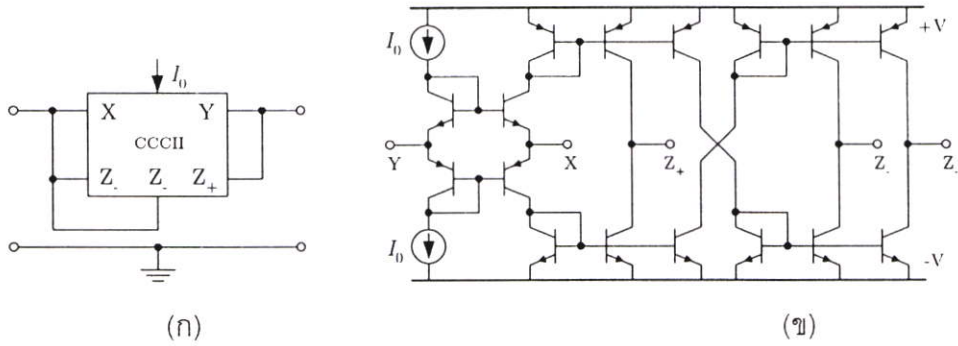 I₀
X Y
CCCII
Z- Z- Z+
(ก)
I₀
+V
Y X Z+ Z- Z-
I₀
-V
(ข)